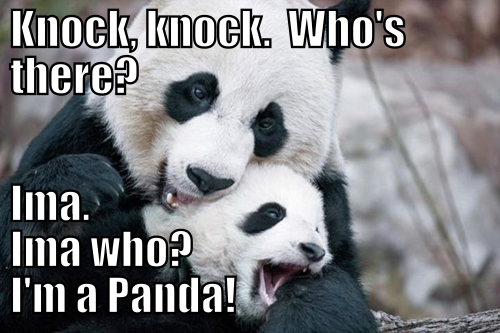 Knock, knock.  Who's
there?
Ima.
Ima who?
I'm a Panda!